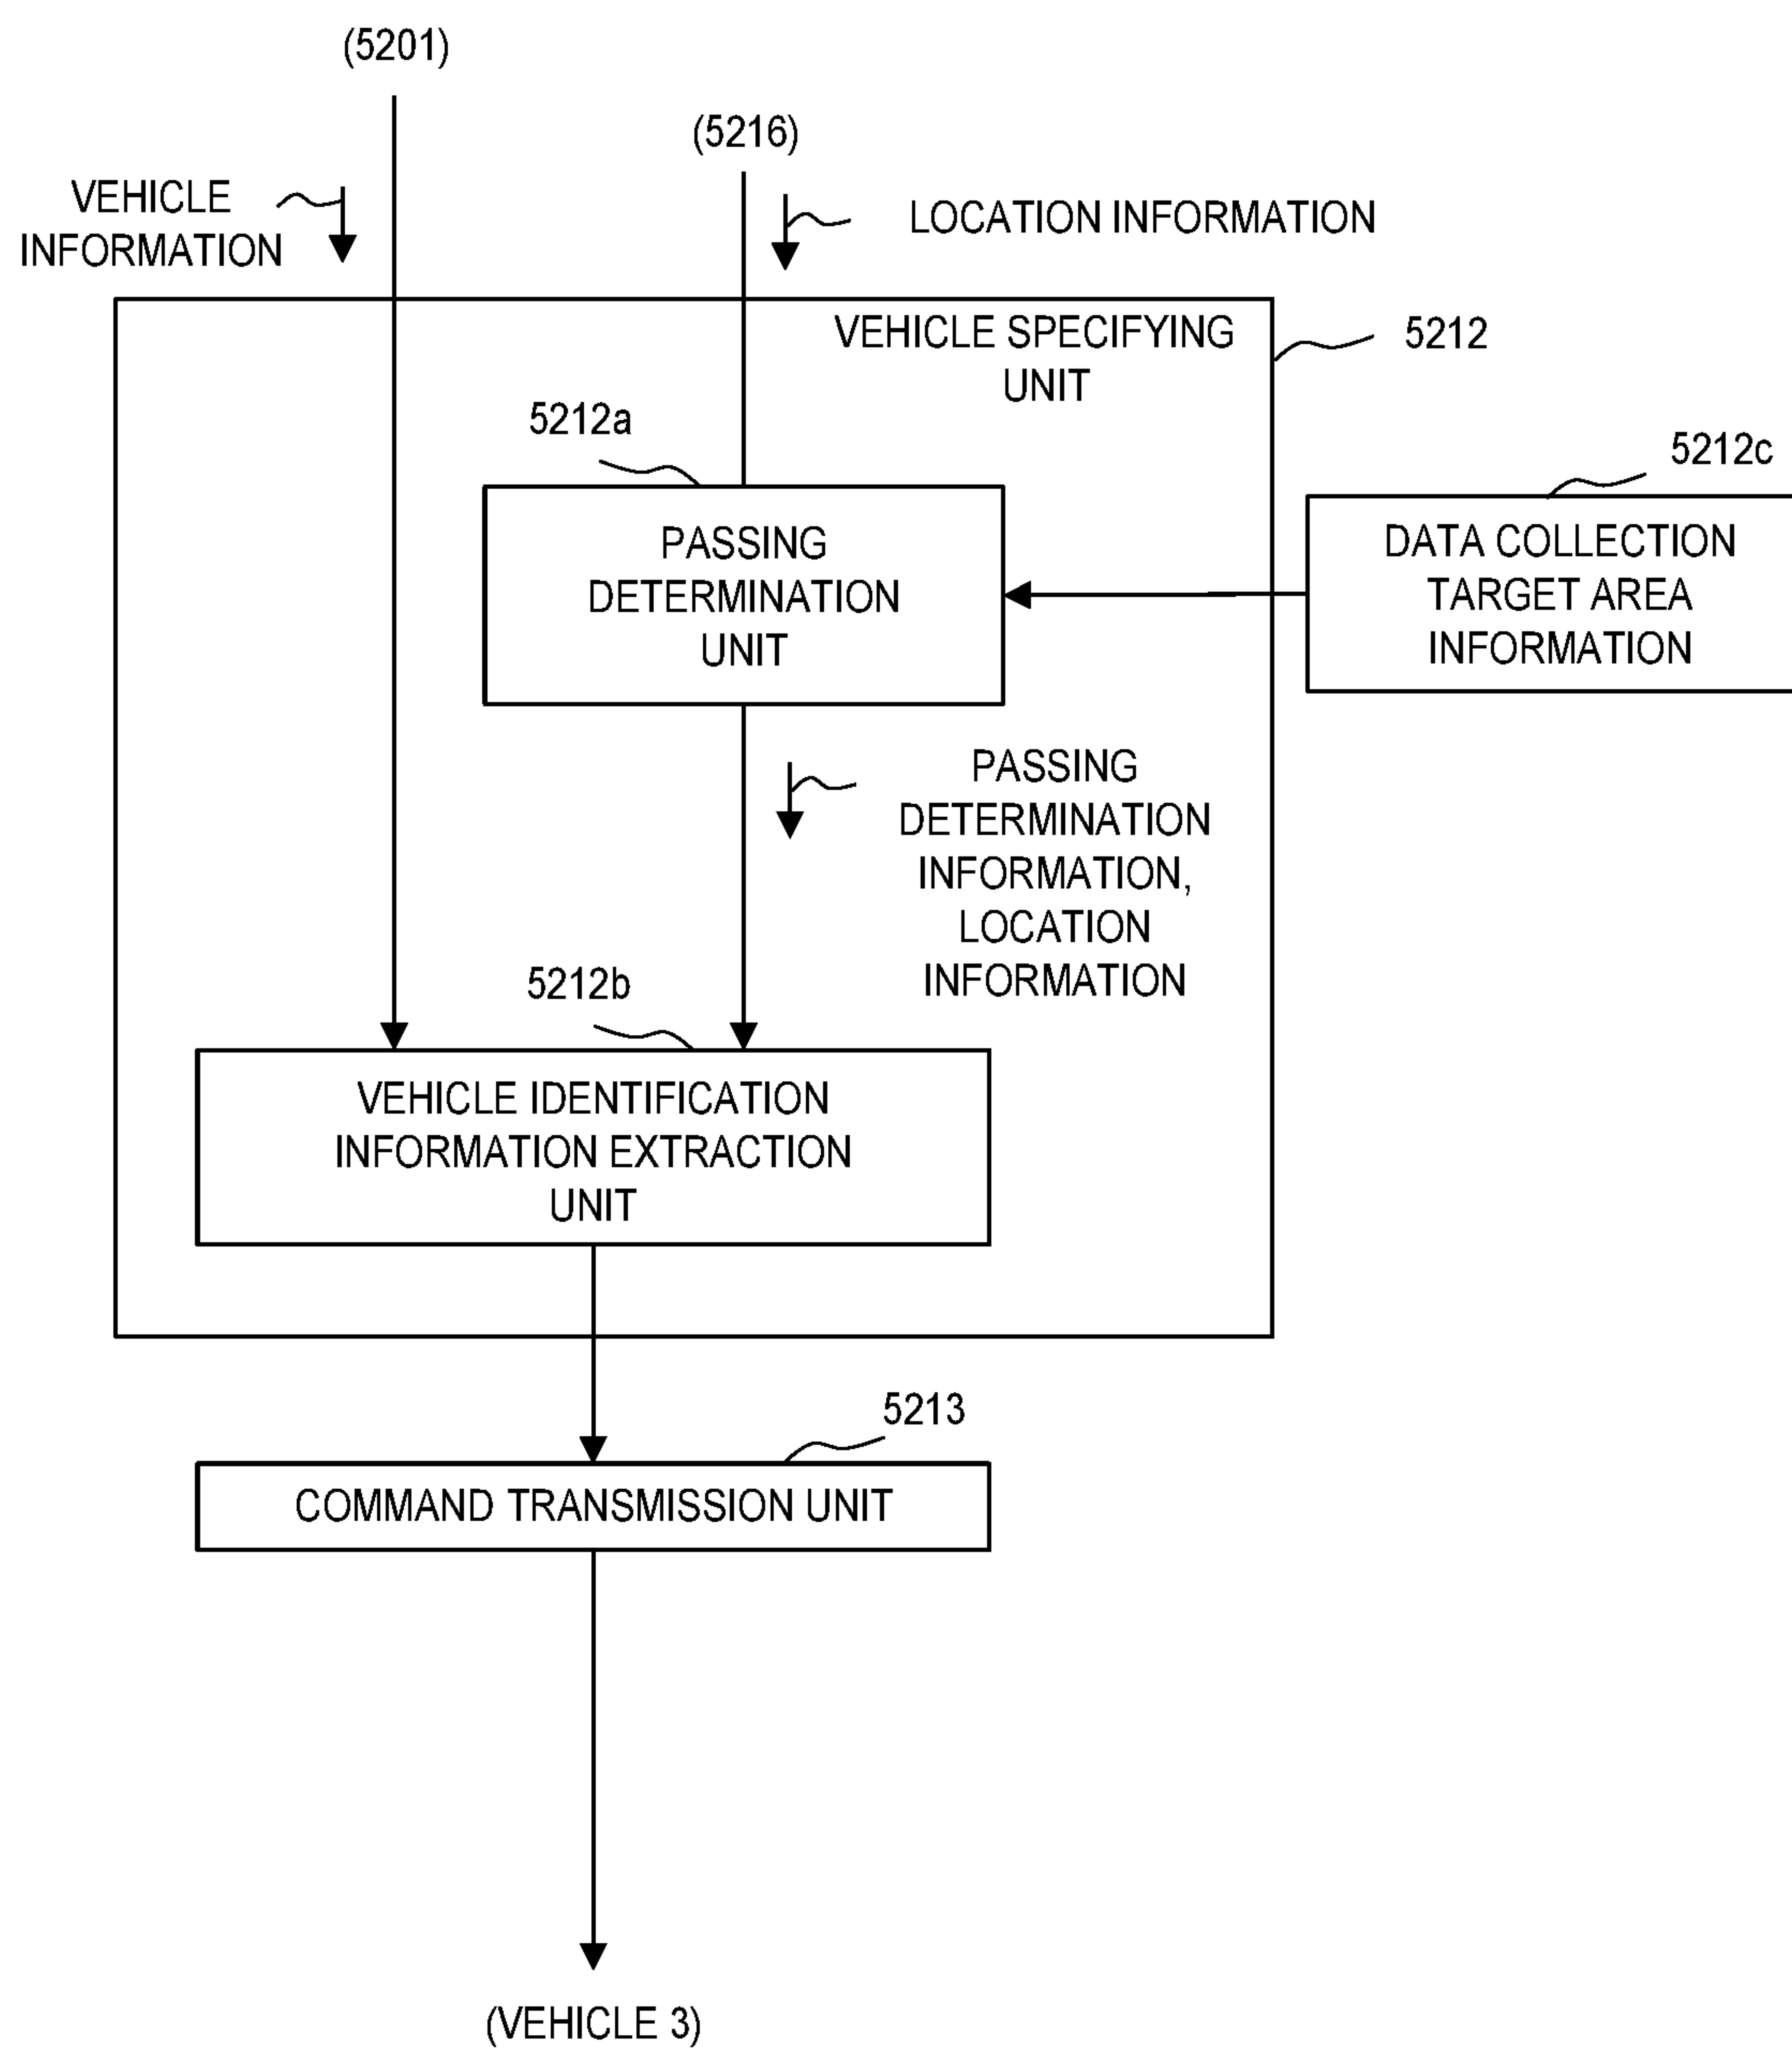 (5201)
(5216)
VEHICLE
INFORMATION
LOCATION INFORMATION
VEHICLE SPECIFYING
UNIT
5212
5212a
5212c
PASSING
DETERMINATION
UNIT
DATA COLLECTION
TARGET AREA
INFORMATION
PASSING
DETERMINATION
INFORMATION,
LOCATION
INFORMATION
5212b
VEHICLE IDENTIFICATION
INFORMATION EXTRACTION
UNIT
5213
COMMAND TRANSMISSION UNIT
(VEHICLE 3)